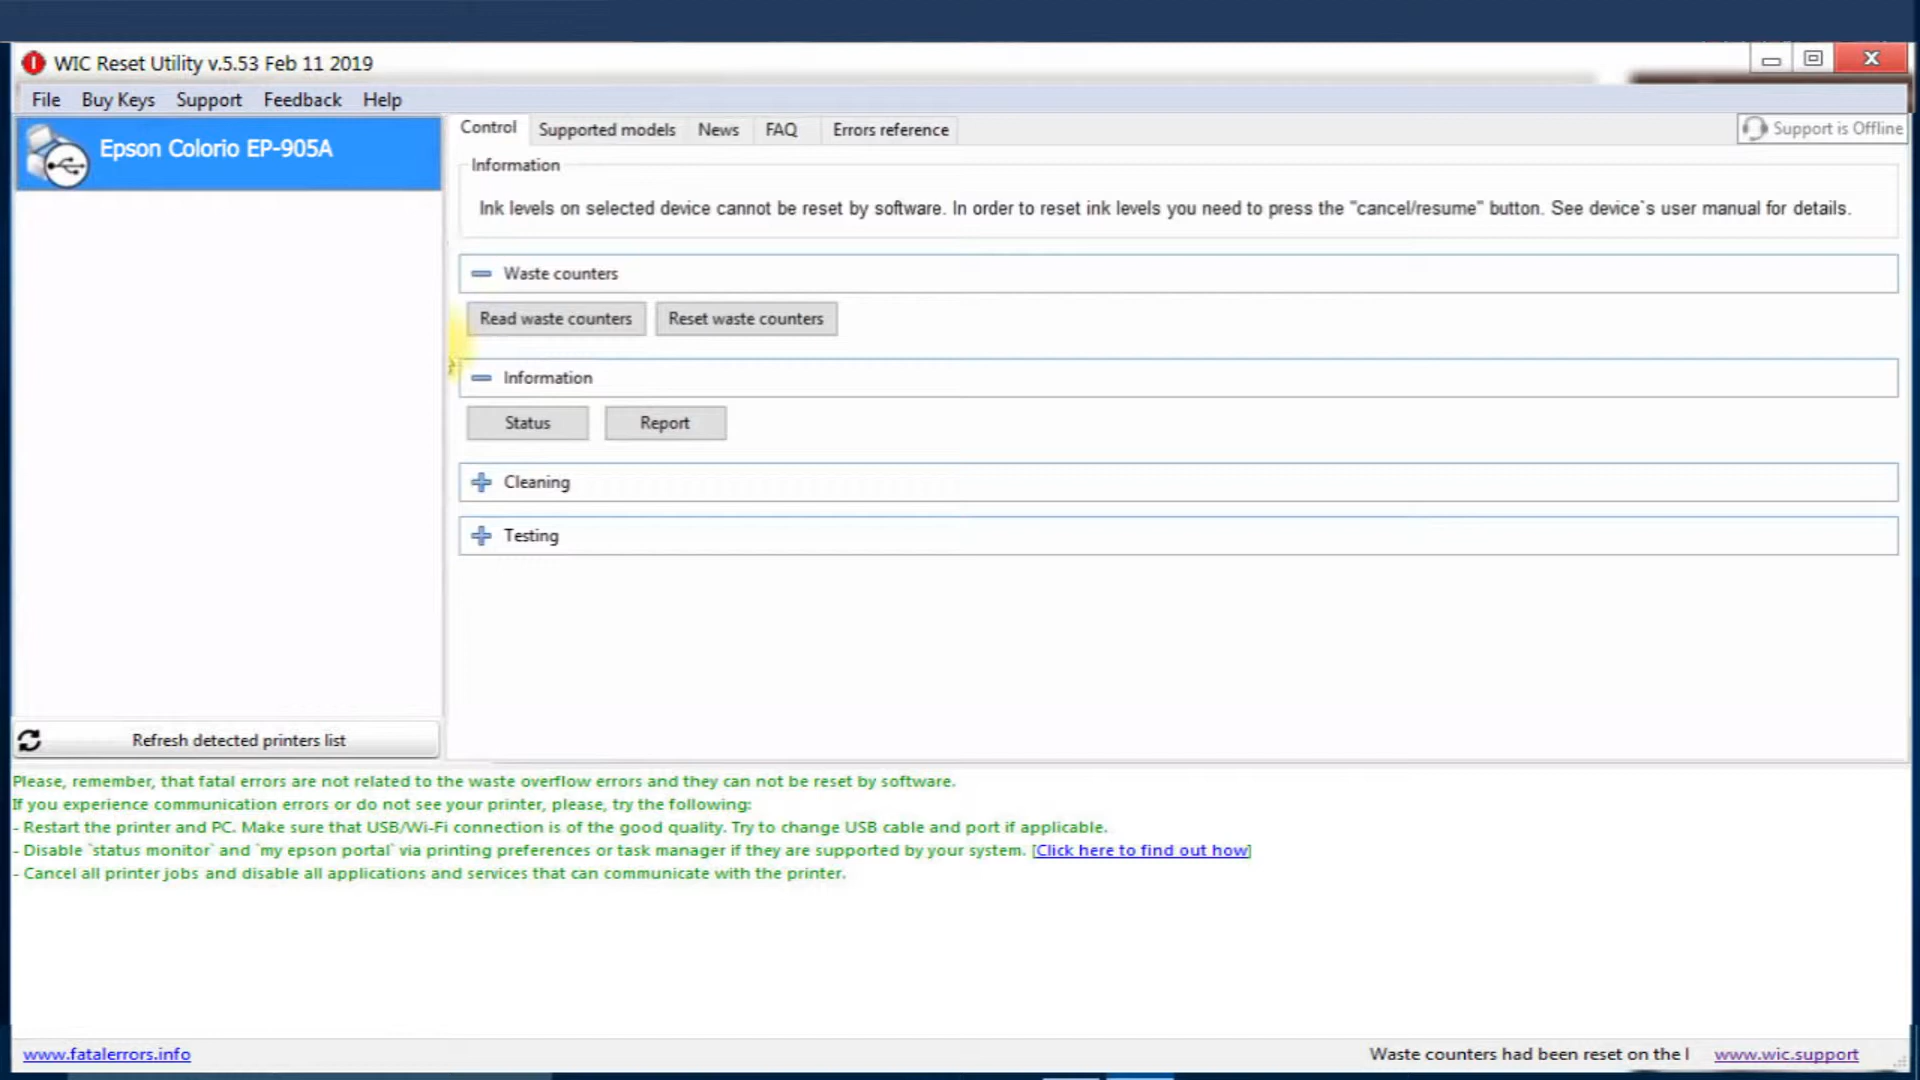 WIC Reset Utility v.5.53 Feb 11 2019
File Buy Keys Support Feedback Help
Epson Colorio EP-905A
Control Supported models News FAQ Errors reference
Support is Offline
Information
Ink levels on selected device cannot be reset by software. In order to reset ink levels you need to press the "cancel/resume" button. See device`s user manual for details.
Waste counters
Read waste counters Reset waste counters
Information
Status Report
Cleaning
Testing
Refresh detected printers list
Please, remember, that fatal errors are not related to the waste overflow errors and they can not be reset by software.
If you experience communication errors or do not see your printer, please, try the following:
- Restart the printer and PC. Make sure that USB/Wi-Fi connection is of the good quality. Try to change USB cable and port if applicable.
- Disable `status monitor` and `my epson portal` via printing preferences or task manager if they are supported by your system. [Click here to find out how]
- Cancel all printer jobs and disable all applications and services that can communicate with the printer.
www.fatalerrors.info
Waste counters had been reset on the
www.wic.support